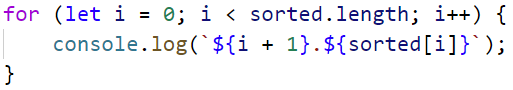 for (let i = 0; i < sorted.length; i++) {
    console.log(`${i + 1}.${sorted[i]}`);
}